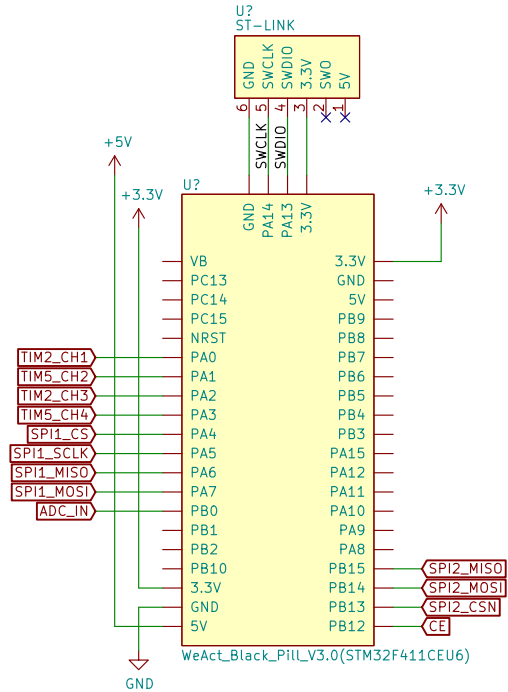 U?
ST-LINK
GND
SWCLK
SWDIO
3.3V
SWO
5V
6
5
4
3
2
1
SWCLK
SWDIO
+5V
+3.3V
+3.3V
U?
GND
PA14
PA13
3.3V
VB
3.3V
PC13
GND
PC14
5V
PC15
PB9
NRST
PB8
TIM2_CH1
PA0
PB7
TIM5_CH2
PA1
PB6
TIM2_CH3
PA2
PB5
TIM5_CH4
PA3
PB4
SPI1_CS
PA4
PB3
SPI1_SCLK
PA5
PA15
SPI1_MISO
PA6
PA12
SPI1_MOSI
PA7
PA11
ADC_IN
PB0
PA10
PB1
PA9
PB2
PA8
PB10
PB15
SPI2_MISO
3.3V
PB14
SPI2_MOSI
GND
PB13
SPI2_CSN
5V
PB12
CE
WeAct_Black_Pill_V3.0(STM32F411CEU6)
GND